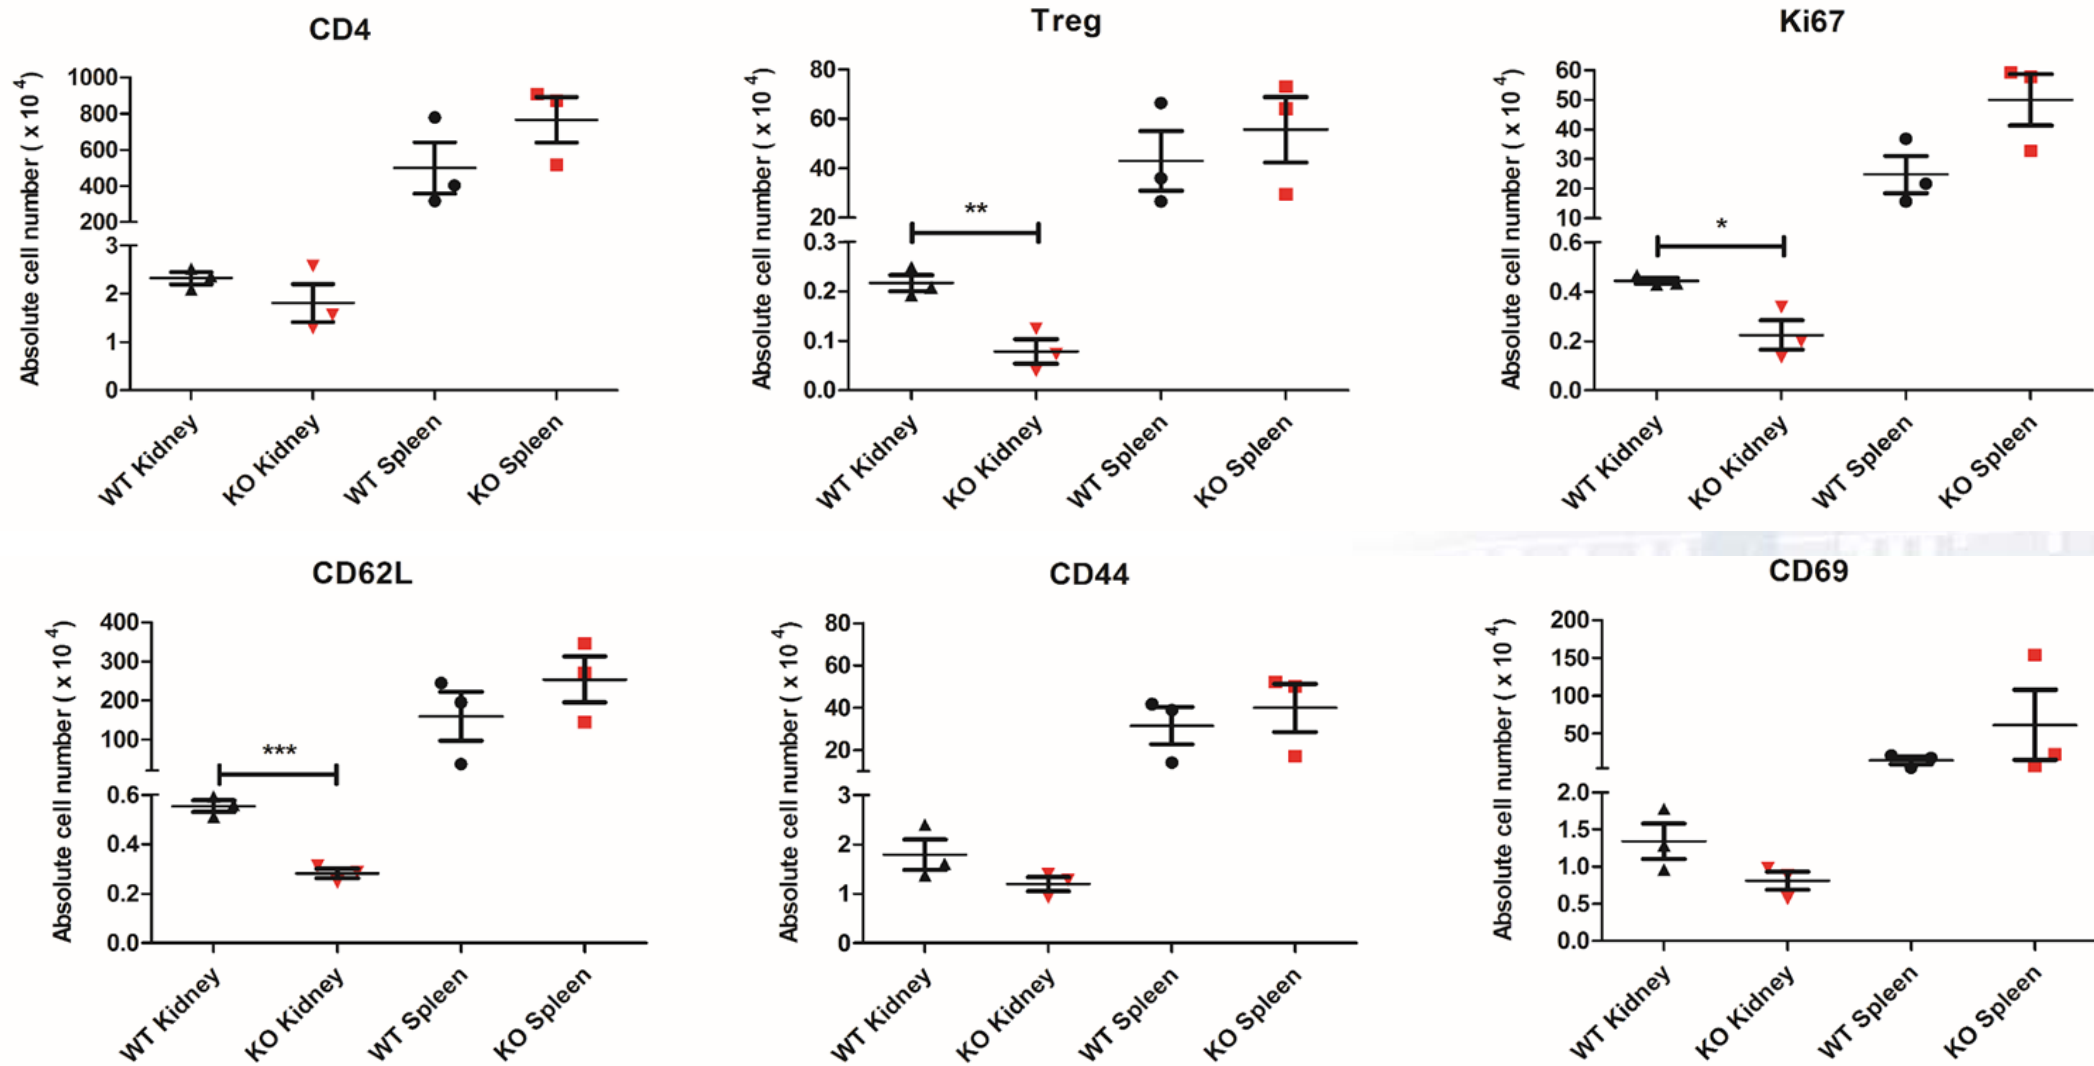 CD4
Absolute cell number ( x 10 4)
1000
800
600
400
200
3
2
1
0
WT Kidney
KO Kidney
WT Spleen
KO Spleen
Treg
Absolute cell number ( x 10 4)
80
60
40
20
0.3
0.2
0.1
0.0
**
WT Kidney
KO Kidney
WT Spleen
KO Spleen
Ki67
Absolute cell number ( x 10 4)
60
50
40
30
20
10
0.6
0.4
0.2
0.0
*
WT Kidney
KO Kidney
WT Spleen
KO Spleen
CD62L
Absolute cell number ( x 10 4)
400
300
200
100
0.6
0.4
0.2
0.0
***
WT Kidney
KO Kidney
WT Spleen
KO Spleen
CD44
Absolute cell number ( x 10 4)
80
60
40
20
3
2
1
0
WT Kidney
KO Kidney
WT Spleen
KO Spleen
CD69
Absolute cell number ( x 10 4)
200
150
100
50
2.0
1.5
1.0
0.5
0.0
WT Kidney
KO Kidney
WT Spleen
KO Spleen